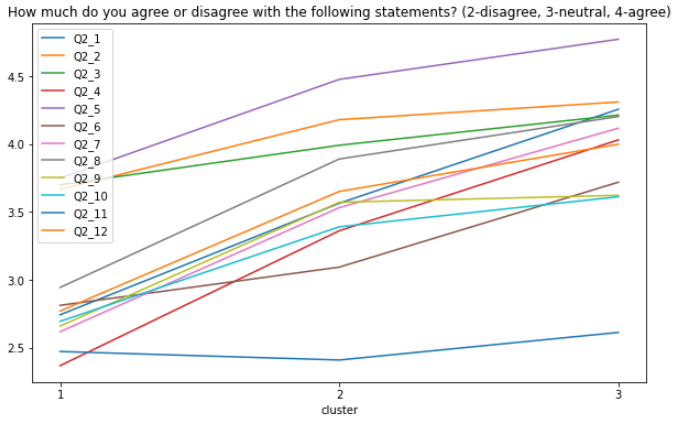 How much do you agree or disagree with the following statements? (2-disagree, 3-neutral, 4-agree)
Q2_1
Q2_2
Q2_3
Q2_4
Q2_5
Q2_6
Q2_7
Q2_8
Q2_9
Q2_10
Q2_11
Q2_12
4.5
4.0
3.5
3.0
2.5
1 2 3
cluster